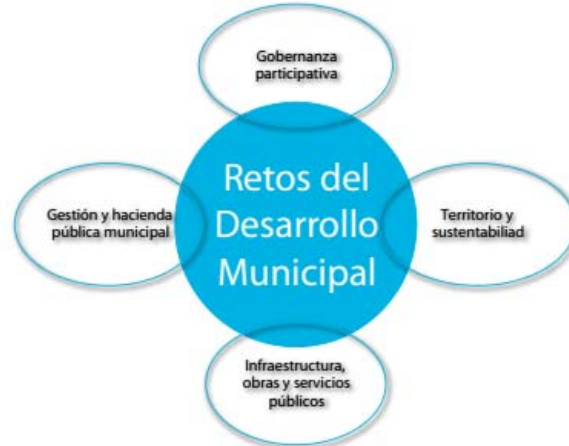 Gobernanza
participativa
Retos del
Desarrollo
Municipal
Gestión y hacienda
pública municipal
Territorio y
sustentabiliad
Infraestructura,
obras y servicios
públicos